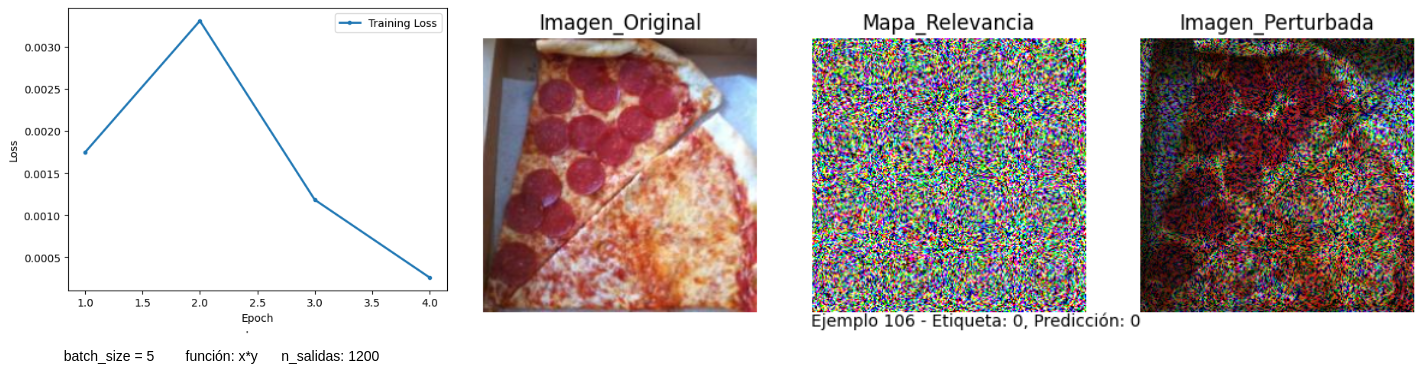 Training Loss
0.0030
0.0025
0.0020
0.0015
0.0010
0.0005
Loss
1.0 1.5 2.0 2.5 3.0 3.5 4.0
Epoch
batch_size = 5 función: x*y n_salidas: 1200
Imagen_Original
Mapa_Relevancia
Imagen_Perturbada
Ejemplo 106 - Etiqueta: 0, Predicción: 0